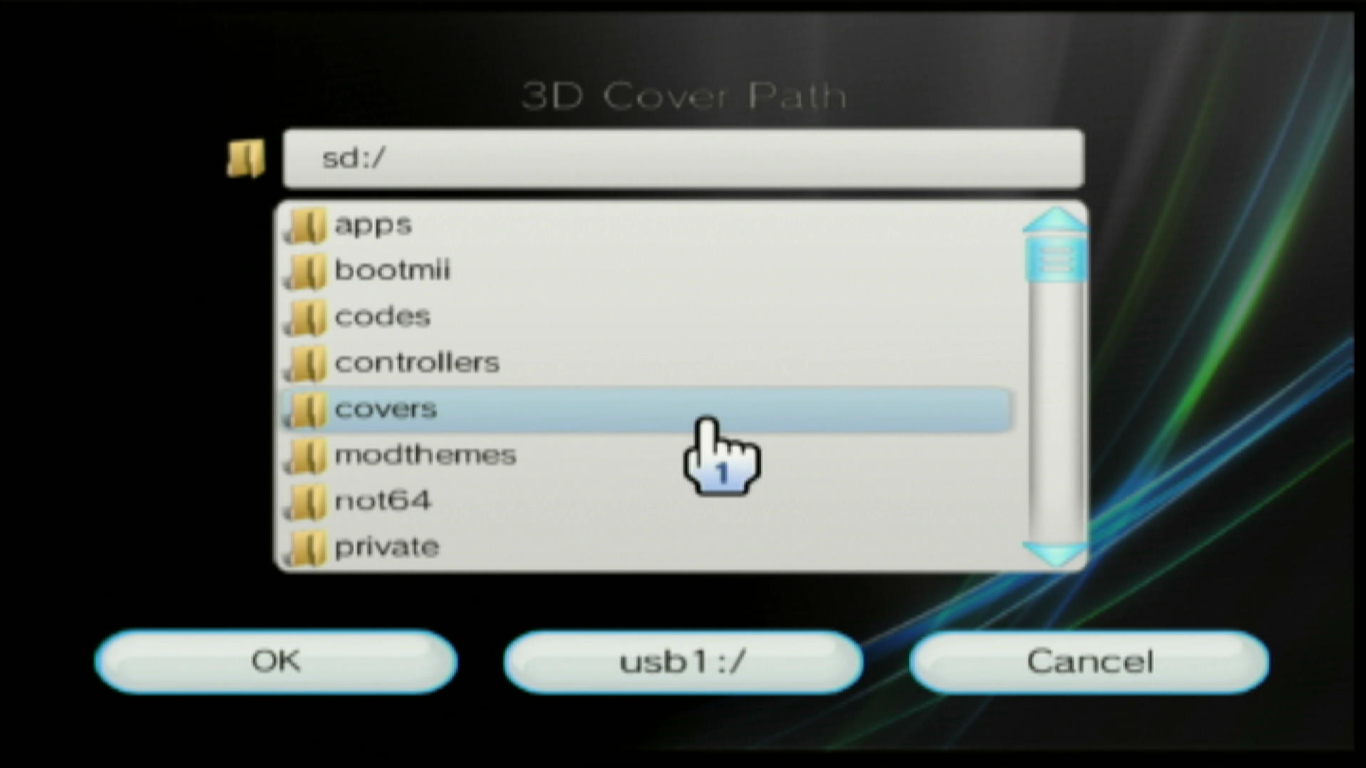 3D Cover Path
sd:/
apps
bootmii
codes
controllers
covers
modthemes
1
not64
private
OK
usb1:/
Cancel